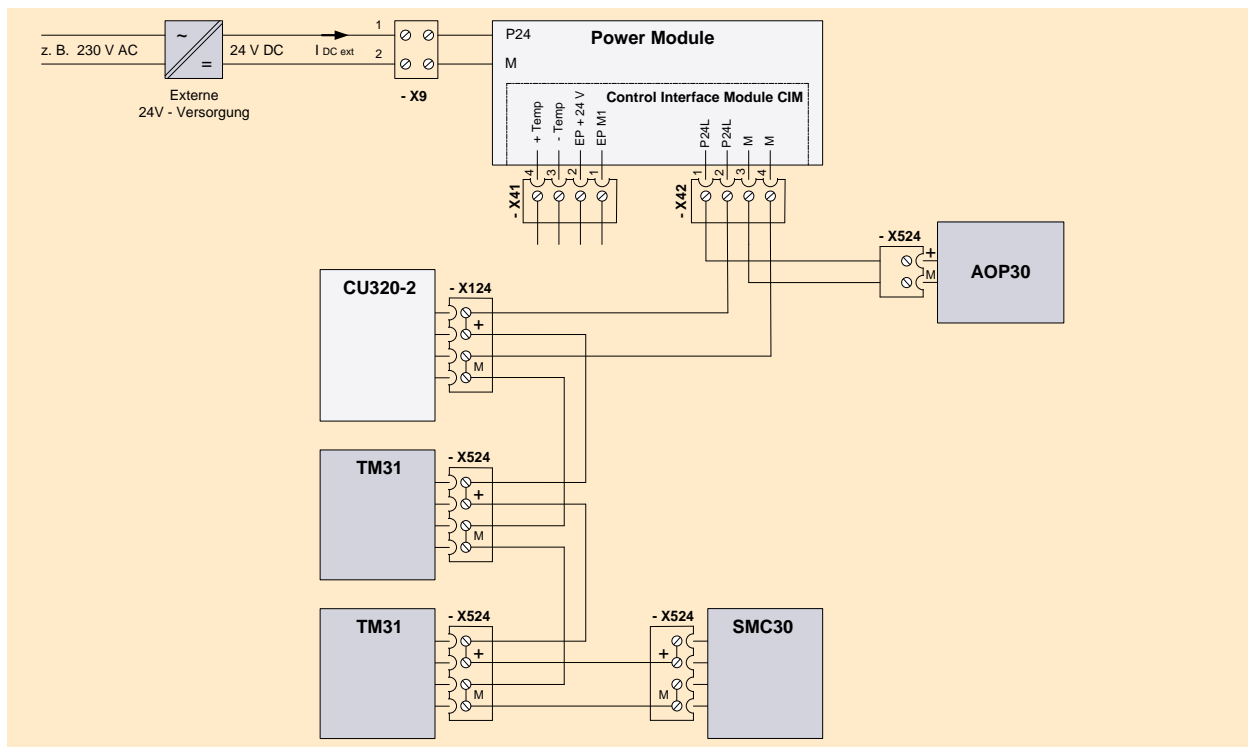 z. B. 230 V AC
~
=
24 V DC
I DC ext
1
2
Externe
24V - Versorgung
- X9
P24
M
Power Module
Control Interface Module CIM
+ Temp
- Temp
EP + 24 V
EP M1
P24L
P24L
M
M
4
3
2
1
- X41
1
2
3
4
- X42
- X524
+
M
AOP30
CU320-2
- X124
+
M
TM31
- X524
+
M
TM31
- X524
+
M
- X524
+
M
SMC30